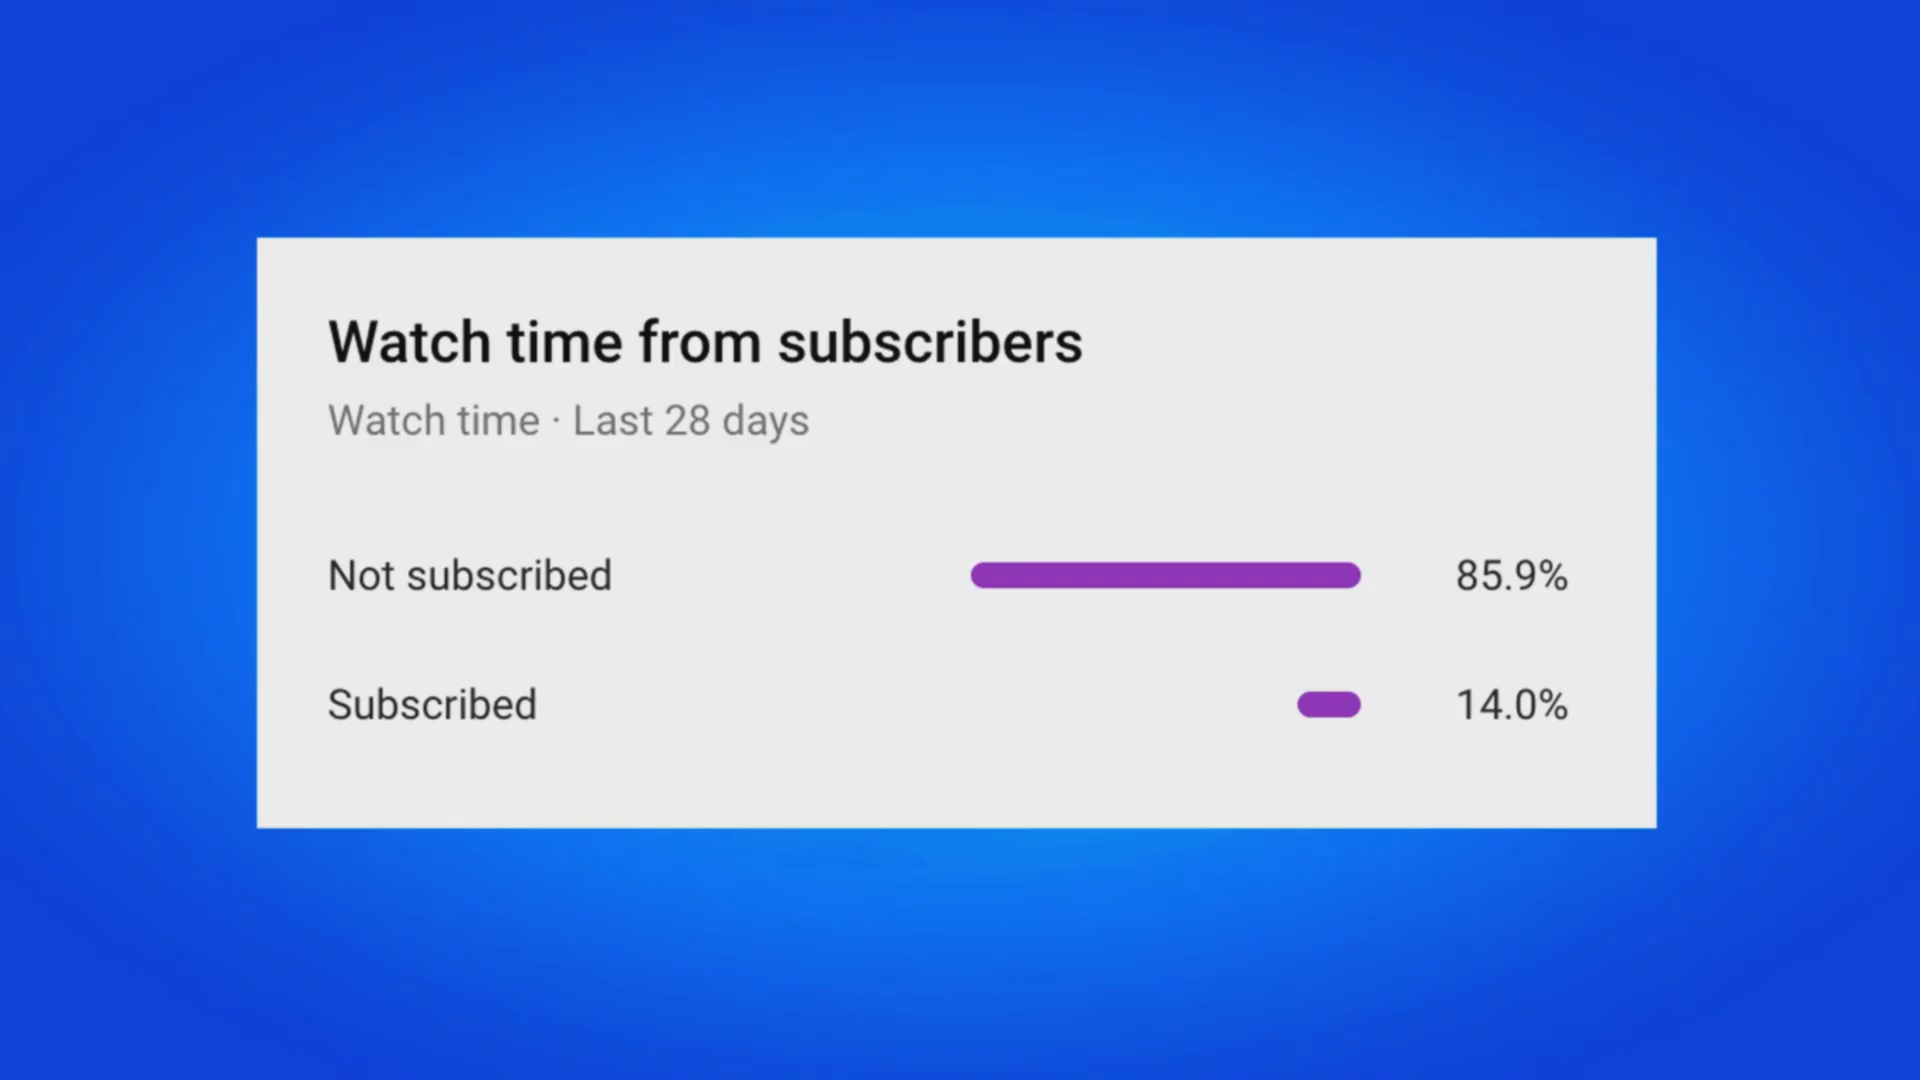 Watch time from subscribers
Watch time · Last 28 days
Not subscribed 85.9%
Subscribed 14.0%